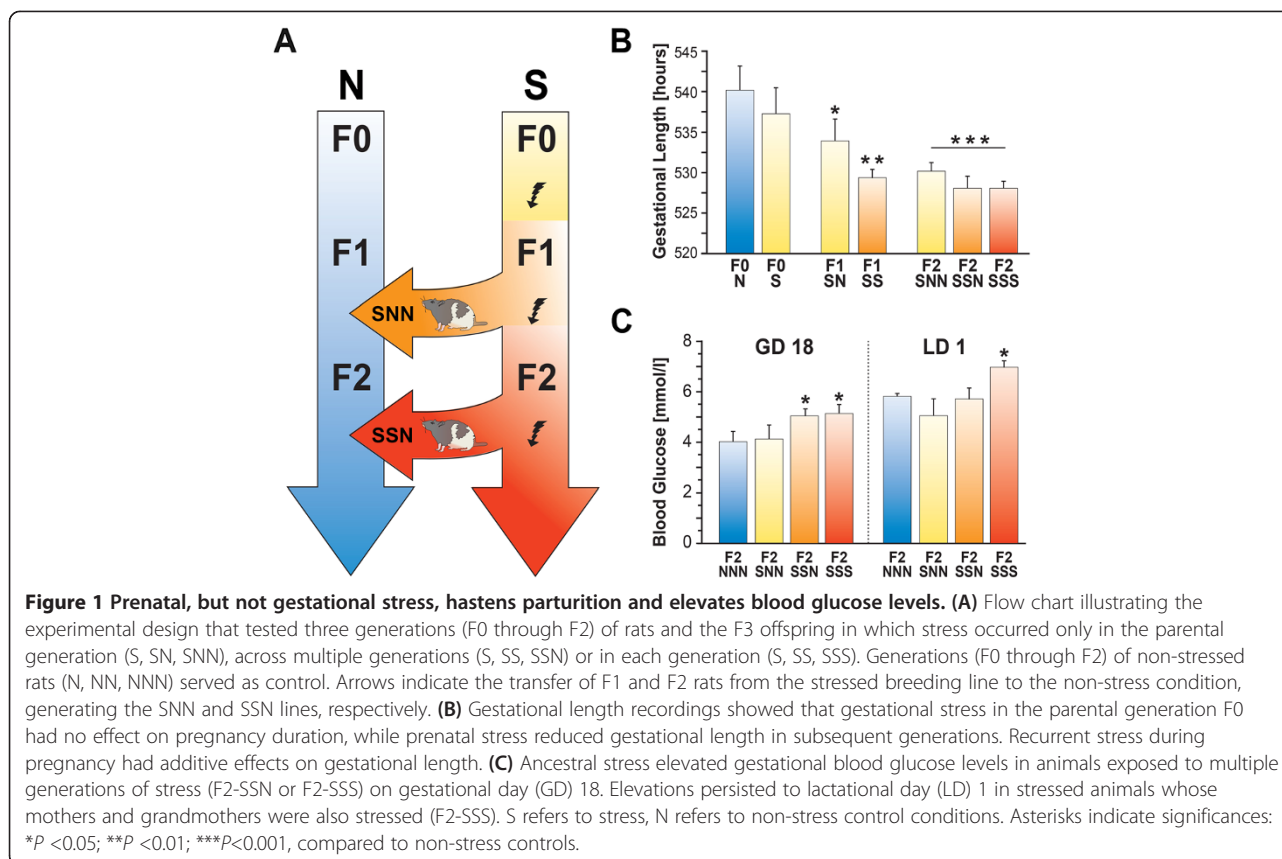 A
N S
F0 F0
F1 F1
SNN
F2 F2
SSN
B
Gestational Length [hours]
545
540
535
530
525
520
*
**
***
F0 F0 F1 F1 F2 F2 F2
N S SN SS SNN SSN SSS
C
Blood Glucose [mmol/l]
8
6
4
2
0
GD 18 LD 1
* * *
F2 F2 F2 F2 F2 F2 F2 F2
NNN SNN SSN SSS NNN SNN SSN SSS
Figure 1 Prenatal, but not gestational stress, hastens parturition and elevates blood glucose levels. (A) Flow chart illustrating the
experimental design that tested three generations (F0 through F2) of rats and the F3 offspring in which stress occurred only in the parental
generation (S, SN, SNN), across multiple generations (S, SS, SSN) or in each generation (S, SS, SSS). Generations (F0 through F2) of non-stressed
rats (N, NN, NNN) served as control. Arrows indicate the transfer of F1 and F2 rats from the stressed breeding line to the non-stress condition,
generating the SNN and SSN lines, respectively. (B) Gestational length recordings showed that gestational stress in the parental generation F0
had no effect on pregnancy duration, while prenatal stress reduced gestational length in subsequent generations. Recurrent stress during
pregnancy had additive effects on gestational length. (C) Ancestral stress elevated gestational blood glucose levels in animals exposed to multiple
generations of stress (F2-SSN or F2-SSS) on gestational day (GD) 18. Elevations persisted to lactational day (LD) 1 in stressed animals whose
mothers and grandmothers were also stressed (F2-SSS). S refers to stress, N refers to non-stress control conditions. Asterisks indicate significances:
*P <0.05; **P <0.01; ***P<0.001, compared to non-stress controls.